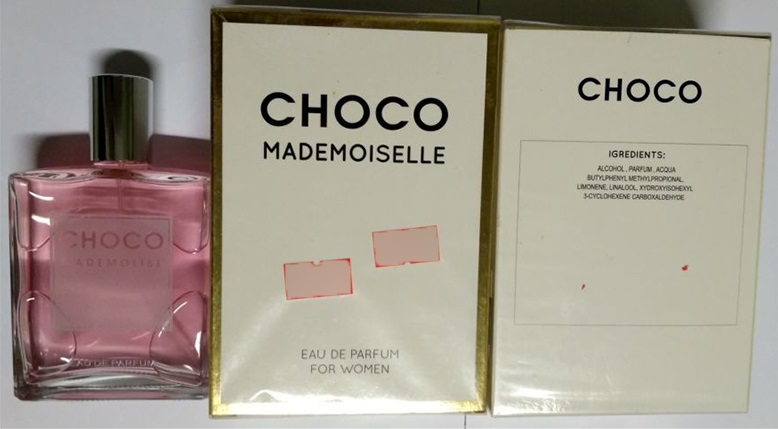 CHOCO
MADEMOISELLE
EAU DE PARFUM
FOR WOMEN
CHOCO
IGREDIENTS:
ALCOHOL, PARFUM, ACQUA
BUTYLPHENYL METHYLPROPIONAL.
LIMONENE, LINALOOL, XYDROXYISOHEXYL
3-CYCLOHEXENE CARBOXALDEHYDE
CHOCO
EAU DE PARFUM